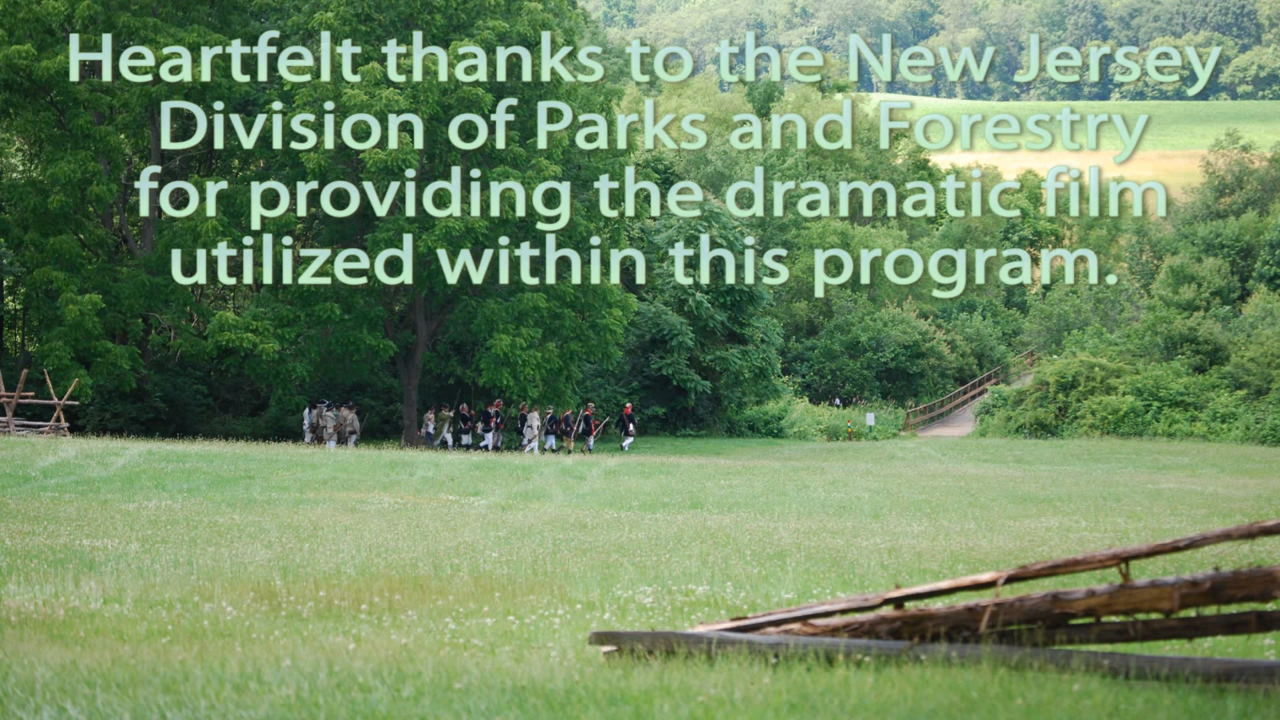 Heartfelt thanks to the New Jersey
Division of Parks and Forestry
for providing the dramatic film
utilized within this program.